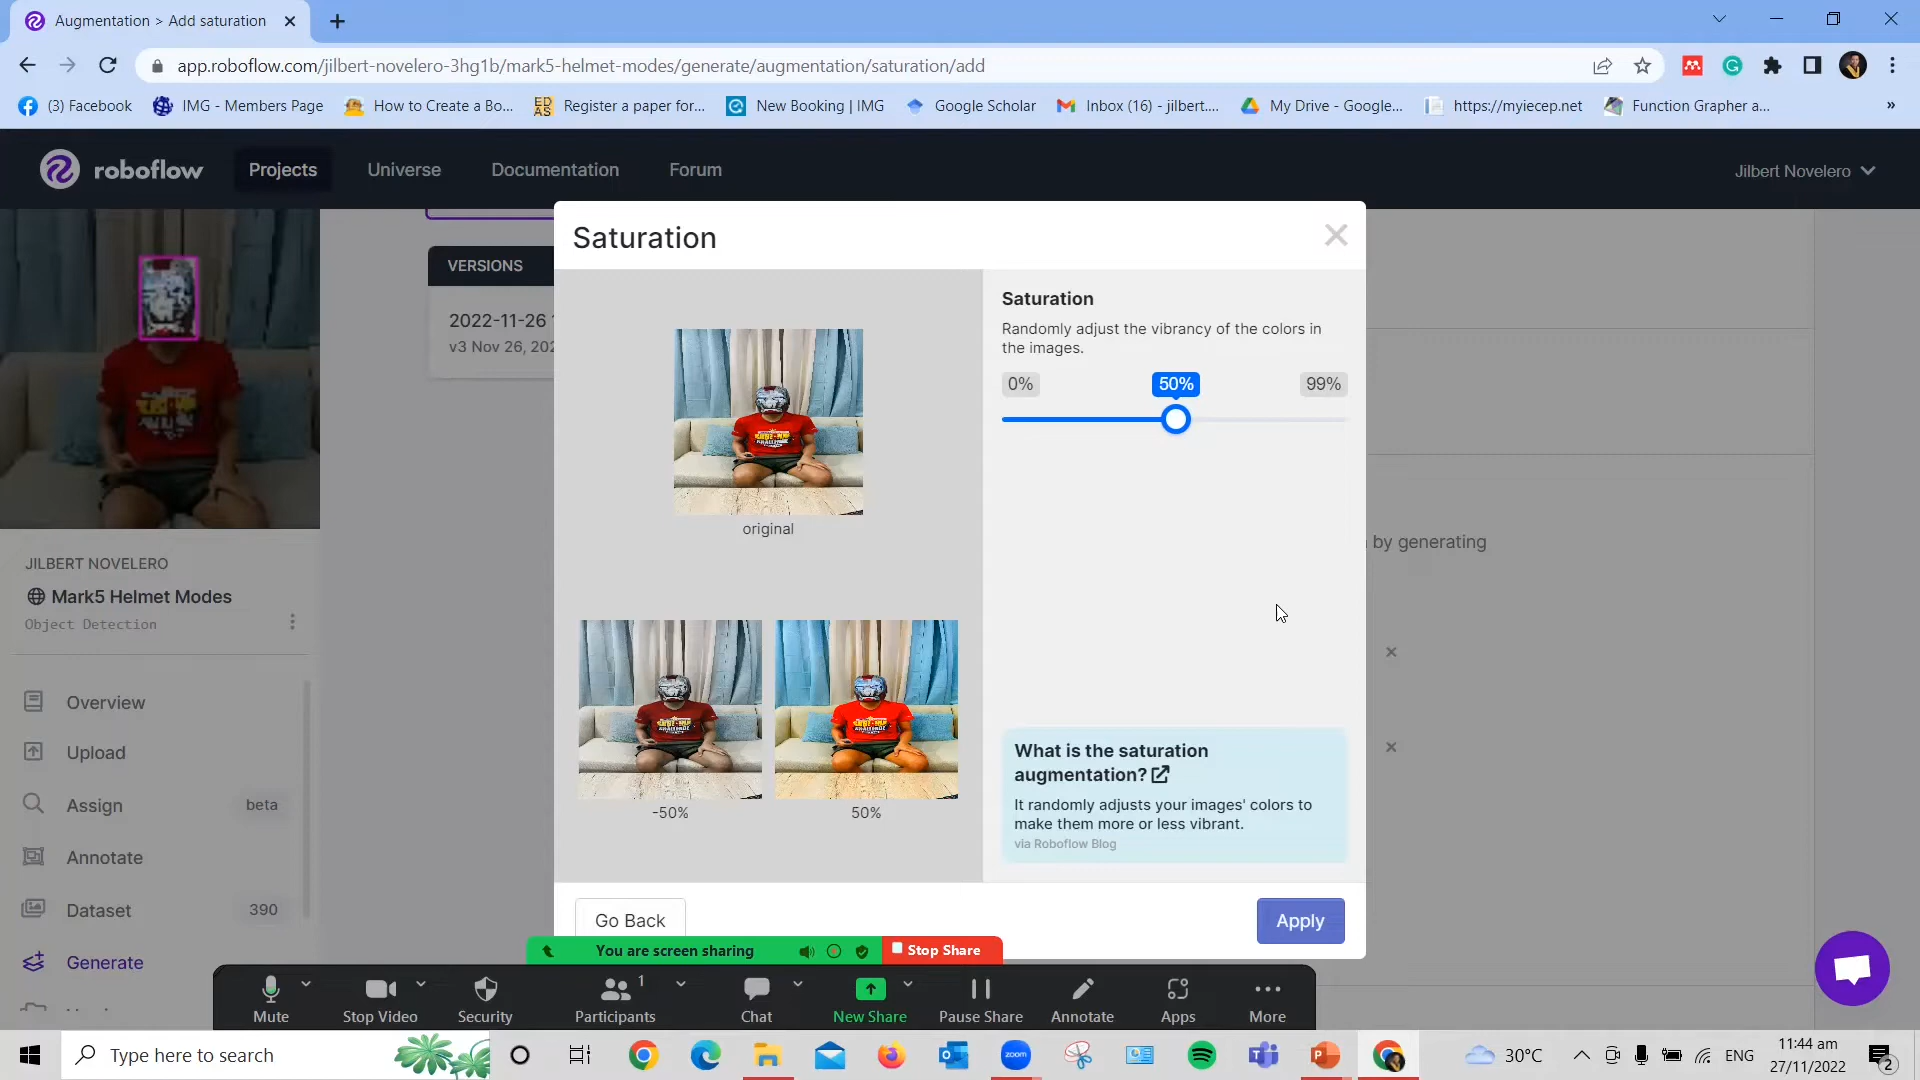 Augmentation > Add saturation
app.roboflow.com/jilbert-novelero-3hg1b/mark5-helmet-modes/generate/augmentation/saturation/add
(3) Facebook
IMG - Members Page
How to Create a Bo...
ED
AS
Register a paper for...
New Booking | IMG
Google Scholar
Inbox (16) - jilbert....
My Drive - Google...
https://myiecep.net
Function Grapher a...
»
roboflow
Projects
Universe
Documentation
Forum
Jilbert Novelero
Saturation
VERSIONS
2022-11-26
v3 Nov 26, 202
Saturation
Randomly adjust the vibrancy of the colors in
the images.
0%
50%
99%
original
-50%
50%
by generating
What is the saturation
augmentation?
It randomly adjusts your images' colors to
make them more or less vibrant.
via Roboflow Blog
Go Back
Apply
JILBERT NOVELERO
Mark5 Helmet Modes
Object Detection
Overview
Upload
Assign
beta
Annotate
Dataset
390
Generate
You are screen sharing
Stop Share
Mute
Stop Video
Security
Participants
1
Chat
New Share
Pause Share
Annotate
Apps
More
Type here to search
zoom
30°C
ENG
11:44 am
27/11/2022
2